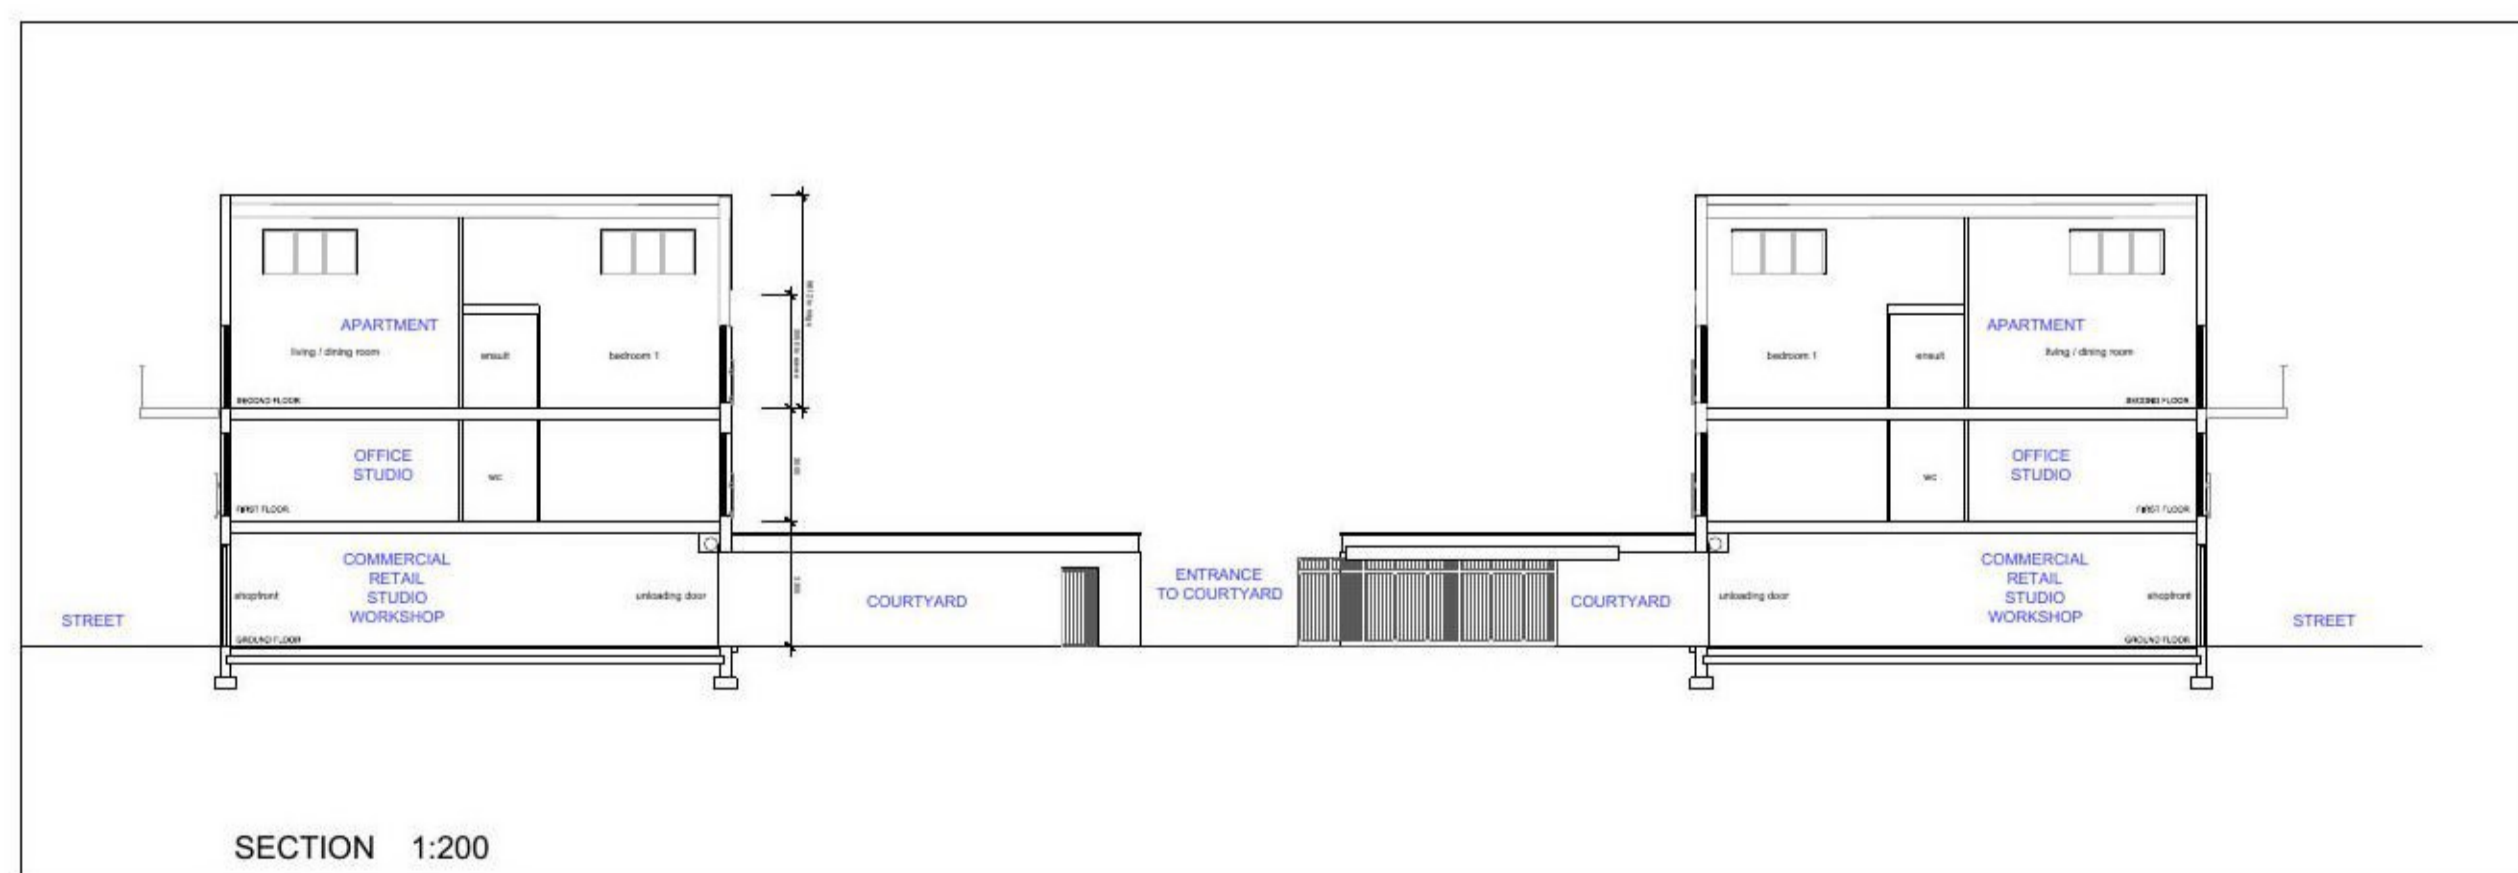 APARTMENT
living / dining room
ensuit
bedroom 1
SECOND FLOOR
OFFICE
STUDIO
wc
FIRST FLOOR
COMMERCIAL
RETAIL
STUDIO
WORKSHOP
shopfront
unloading door
GROUND FLOOR
STREET
COURTYARD
ENTRANCE
TO COURTYARD
COURTYARD
APARTMENT
bedroom 1
ensuit
living / dining room
SECOND FLOOR
OFFICE
STUDIO
wc
FIRST FLOOR
COMMERCIAL
RETAIL
STUDIO
WORKSHOP
unloading door
shopfront
GROUND FLOOR
STREET
SECTION 1:200